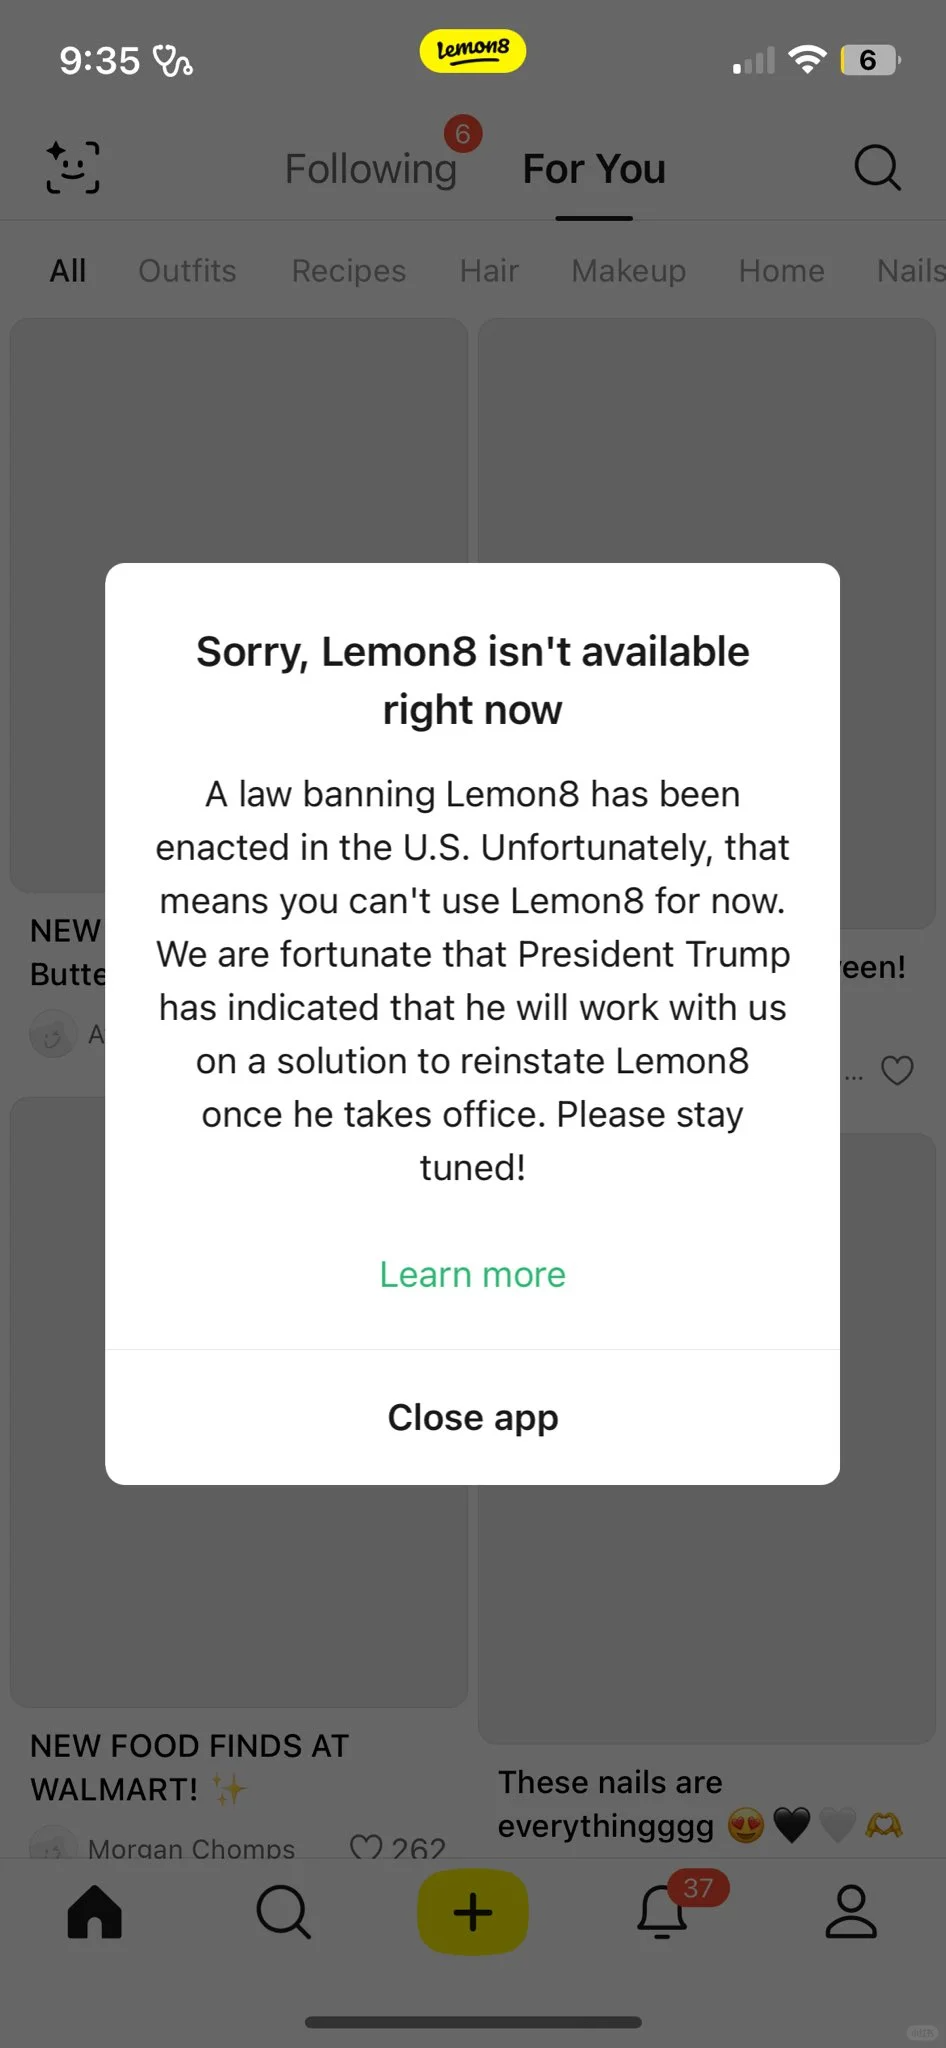 9:35
lemon8
6
6
Following
For You
All Outfits Recipes Hair Makeup Home Nails
Sorry, Lemon8 isn't available
right now
A law banning Lemon8 has been
enacted in the U.S. Unfortunately, that
means you can't use Lemon8 for now.
We are fortunate that President Trump
has indicated that he will work with us
on a solution to reinstate Lemon8
once he takes office. Please stay
tuned!
Learn more
Close app
NEW
Butte
A
een!
...
NEW FOOD FINDS AT
WALMART! ✨
Morgan Chomps 262
These nails are
everythingggg 😍🖤🤍🫶
37